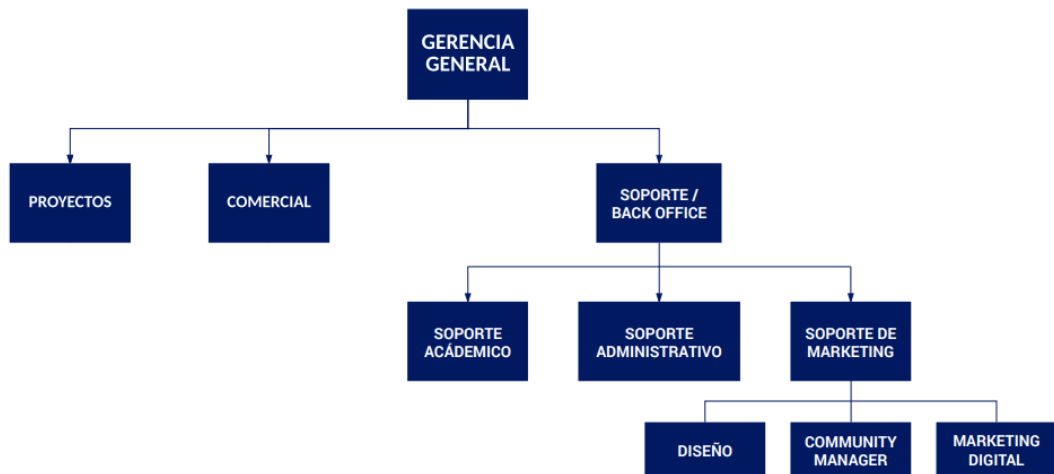 GERENCIA
GENERAL
PROYECTOS
COMERCIAL
SOPORTE /
BACK OFFICE
SOPORTE
ACÁDEMICO
SOPORTE
ADMINISTRATIVO
SOPORTE DE
MARKETING
DISEÑO
COMMUNITY
MANAGER
MARKETING
DIGITAL